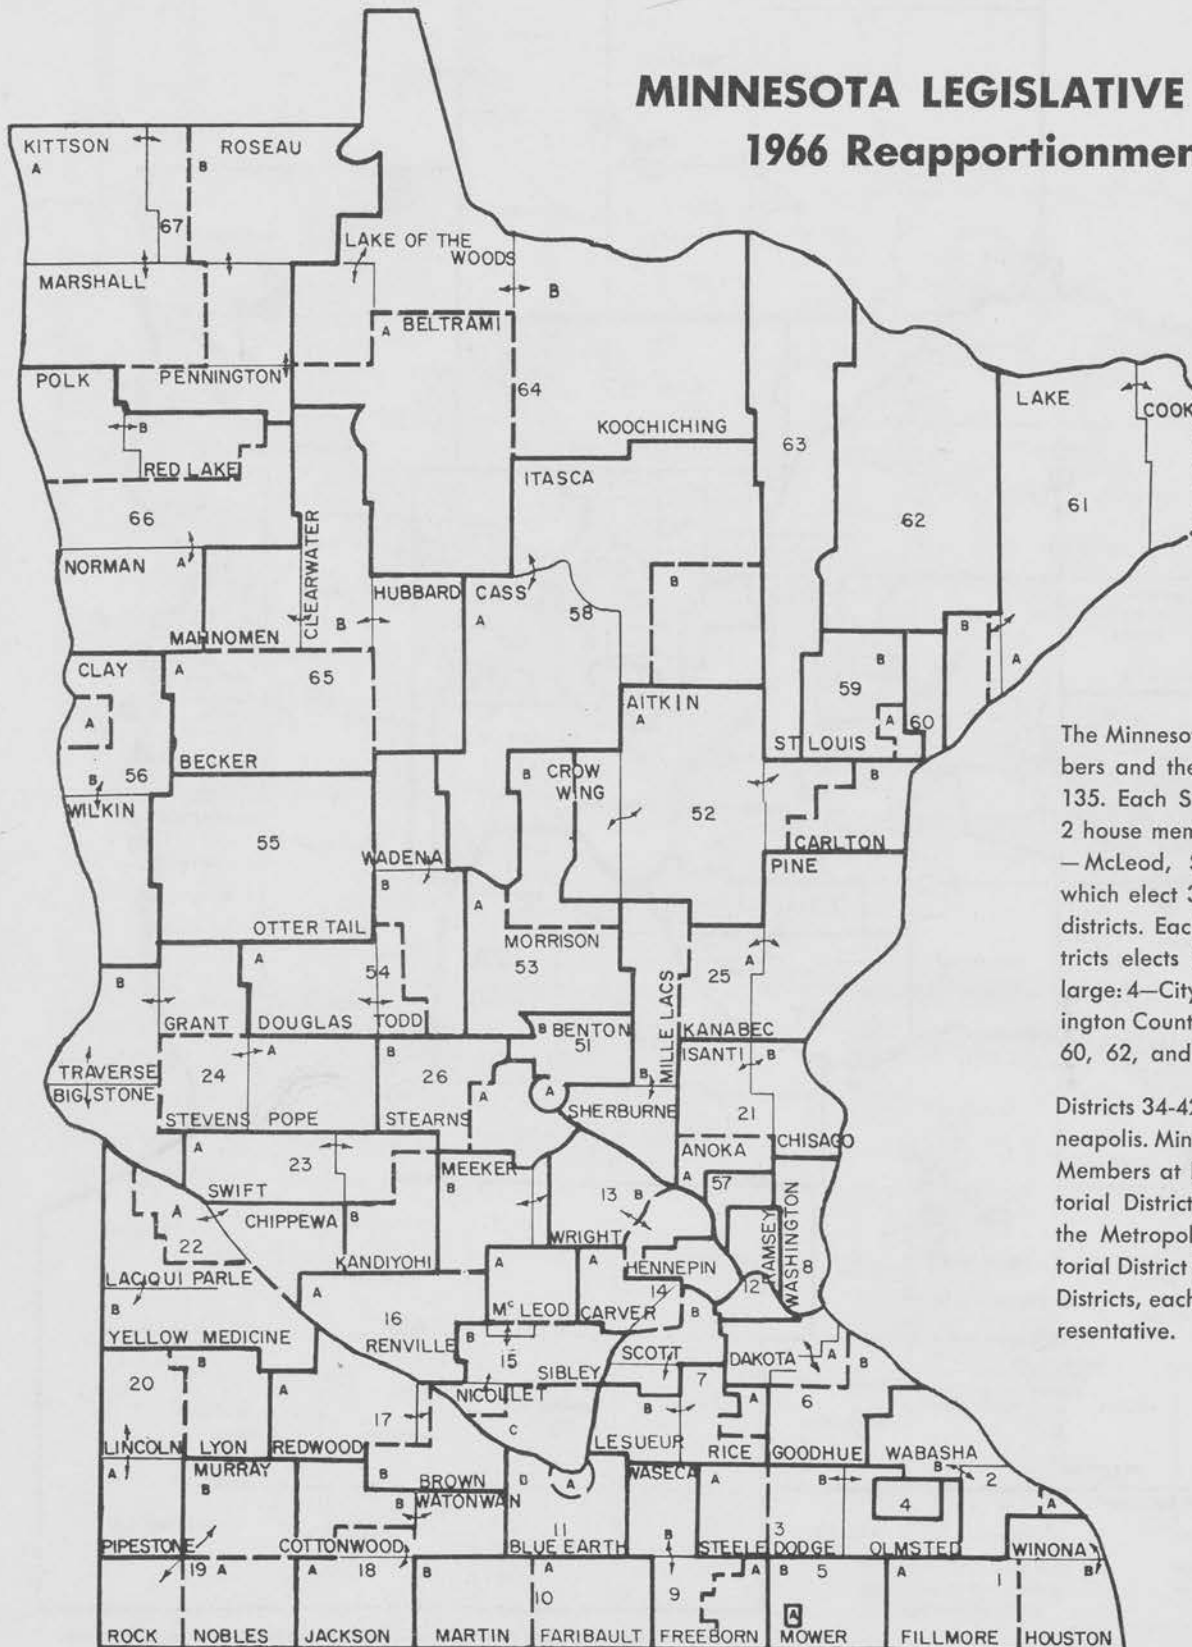 MINNESOTA LEGISLATIVE
1966 Reapportionmen
KITTSON
A
B
ROSEAU
67
LAKE OF THE
WOODS
MARSHALL
B
A BELTRAMI
POLK
PENNINGTON
64
LAKE
COOK
B
KOOCHICHING
63
RED LAKE
ITASCA
66
62
61
CLEARWATER
NORMAN
A
B
HUBBARD
CASS
58
B
A
MAHNOMEN
CLAY
A
65
B
B
A
59
AITKIN
A
A
60
A
BECKER
ST LOUIS
56
B
B
CROW
WING
B
WILKIN
52
55
CARLTON
WADENA
PINE
B
A
OTTER TAIL
MORRISON
A
53
A
B
54
25
MILLE LACS
GRANT
DOUGLAS
TODD
B BENTON
KANABEC
51
ISANTI
B
A
B
TRAVERSE
24
26
B
BIG STONE
A
A
SHERBURNE
STEVENS
POPE
STEARNS
21
CHISAGO
A
ANOKA
23
MEEKER
A
57
SWIFT
B
13
B
A
CHIPPEWA
B
WRIGHT
RAMSEY
WASHINGTON
22
KANDIYOHI
8
LACIQUI PARLE
A
A
A
HENNEPIN
12
14
B
16
Mc LEOD
CARVER
B
YELLOW MEDICINE
RENVILLE
B
SCOTT
DAKOTA
A
B
15
B
SIBLEY
7
20
A
NICOLLET
A
6
17
C
B
LINCOLN
LYON
REDWOOD
LESUEUR
RICE
GOODHUE
WABASHA
A
MURRAY
B
B
BROWN
D
A
WASECA
A
B
B
2
B
WATONWAN
4
A
11
3
PIPESTONE
COTTONWOOD
BLUE EARTH
B
STEELE
DODGE
OLMSTED
WINONA
19
A
A
18
B
A
9
A
B
5
A
1
B
10
A
ROCK
NOBLES
JACKSON
MARTIN
FARIBAULT
FREEBORN
MOWER
FILLMORE
HOUSTON
The Minnesot
bers and the
135. Each S
2 house mem
— McLeod, S
which elect 3
districts. Eac
tricts elects
large: 4—City
ington Count
60, 62, and
Districts 34-42
neapolis. Min
Members at
torial District
the Metropol
torial District
Districts, each
resentative.